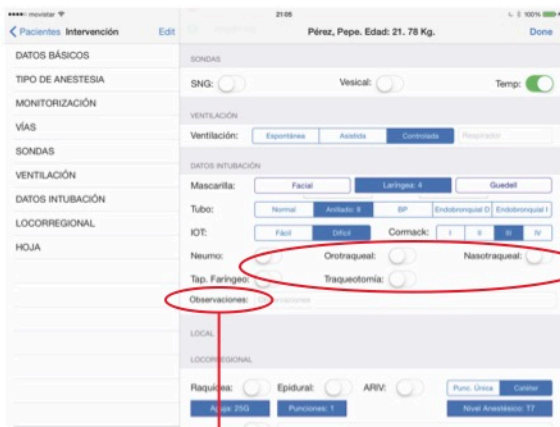 movistar 21:05 100%
Pacientes Intervención Edit Pérez, Pepe. Edad: 21. 78 Kg. Done
DATOS BÁSICOS
TIPO DE ANESTESIA
MONITORIZACIÓN
VÍAS
SONDAS
VENTILACIÓN
DATOS INTUBACIÓN
LOCORREGIONAL
HOJA
SONDAS
SNG: Vesical: Temp:
VENTILACIÓN
Ventilación: Espontánea Asistida Controlada Respirador
DATOS INTUBACIÓN
Mascarilla: Facial Laríngea: 4 Guedell
Tubo: Normal Anillado: 8 BP Endobronquial D Endobronquial I
IOT: Fácil Difícil Cormack: I II III IV
Neumo: Orotraqueal: Nasotraqueal:
Tap. Faríngeo: Traqueotomía:
Observaciones: Observaciones
LOCAL
LOCORREGIONAL
Raquídea: Epidural: ARIV: Punc. Única Catéter
Aguja: 25G Punciones: 1 Nivel Anestésico: T7